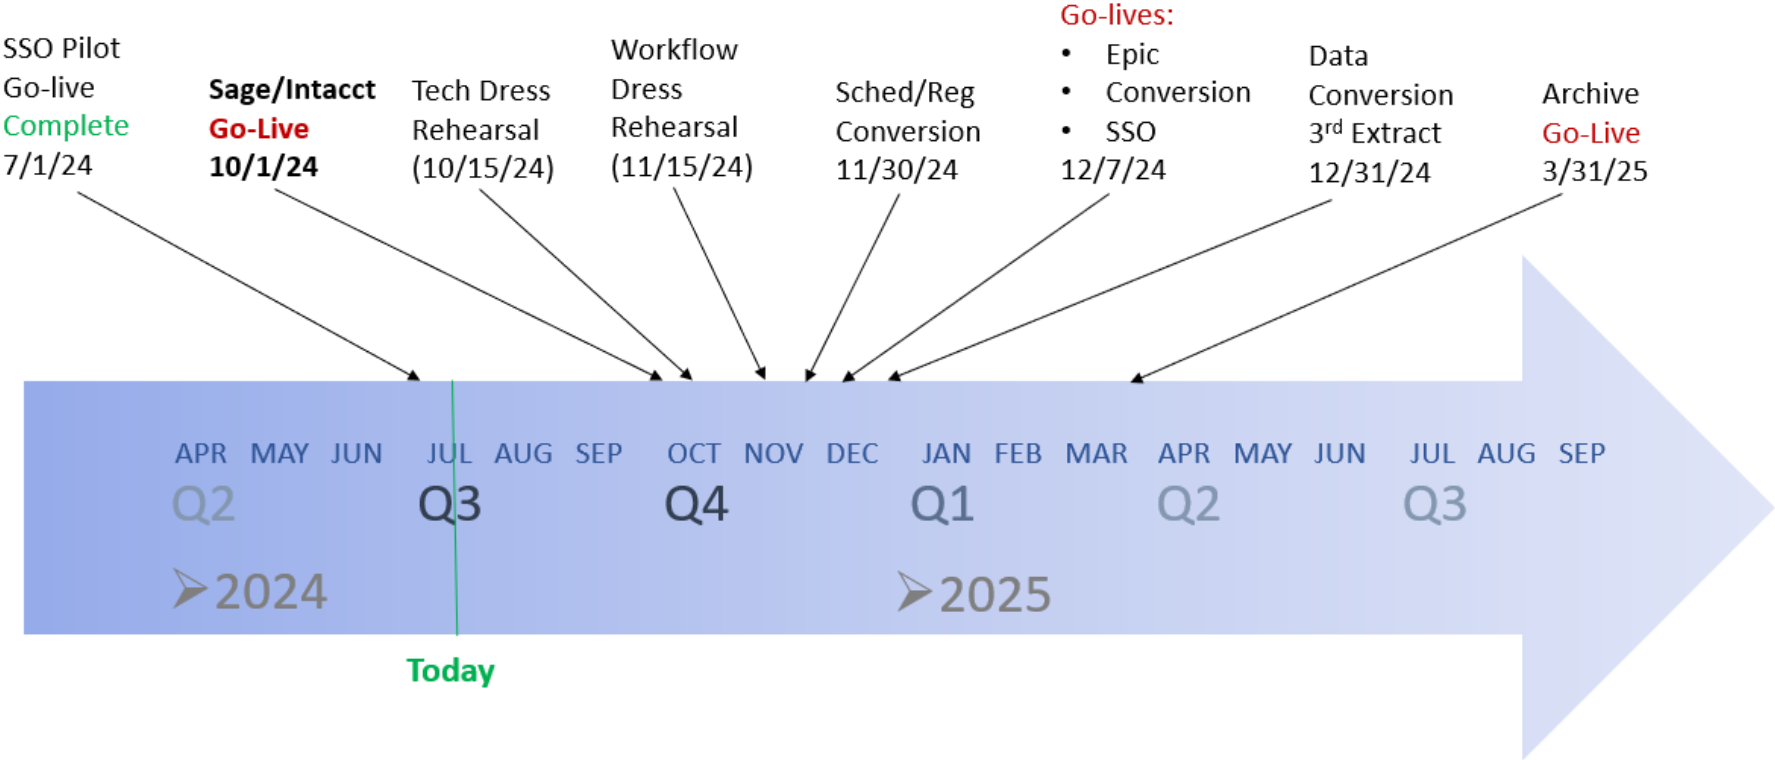 SSO Pilot
Go-live
Complete
7/1/24
Sage/Intacct
Go-Live
10/1/24
Tech Dress
Rehearsal
(10/15/24)
Workflow
Dress
Rehearsal
(11/15/24)
Sched/Reg
Conversion
11/30/24
Go-lives:
• Epic
• Conversion
• SSO
12/7/24
Data
Conversion
3rd Extract
12/31/24
Archive
Go-Live
3/31/25
APR MAY JUN JUL AUG SEP OCT NOV DEC JAN FEB MAR APR MAY JUN JUL AUG SEP
Q2 Q3 Q4 Q1 Q2 Q3
➢2024 ➢2025
Today